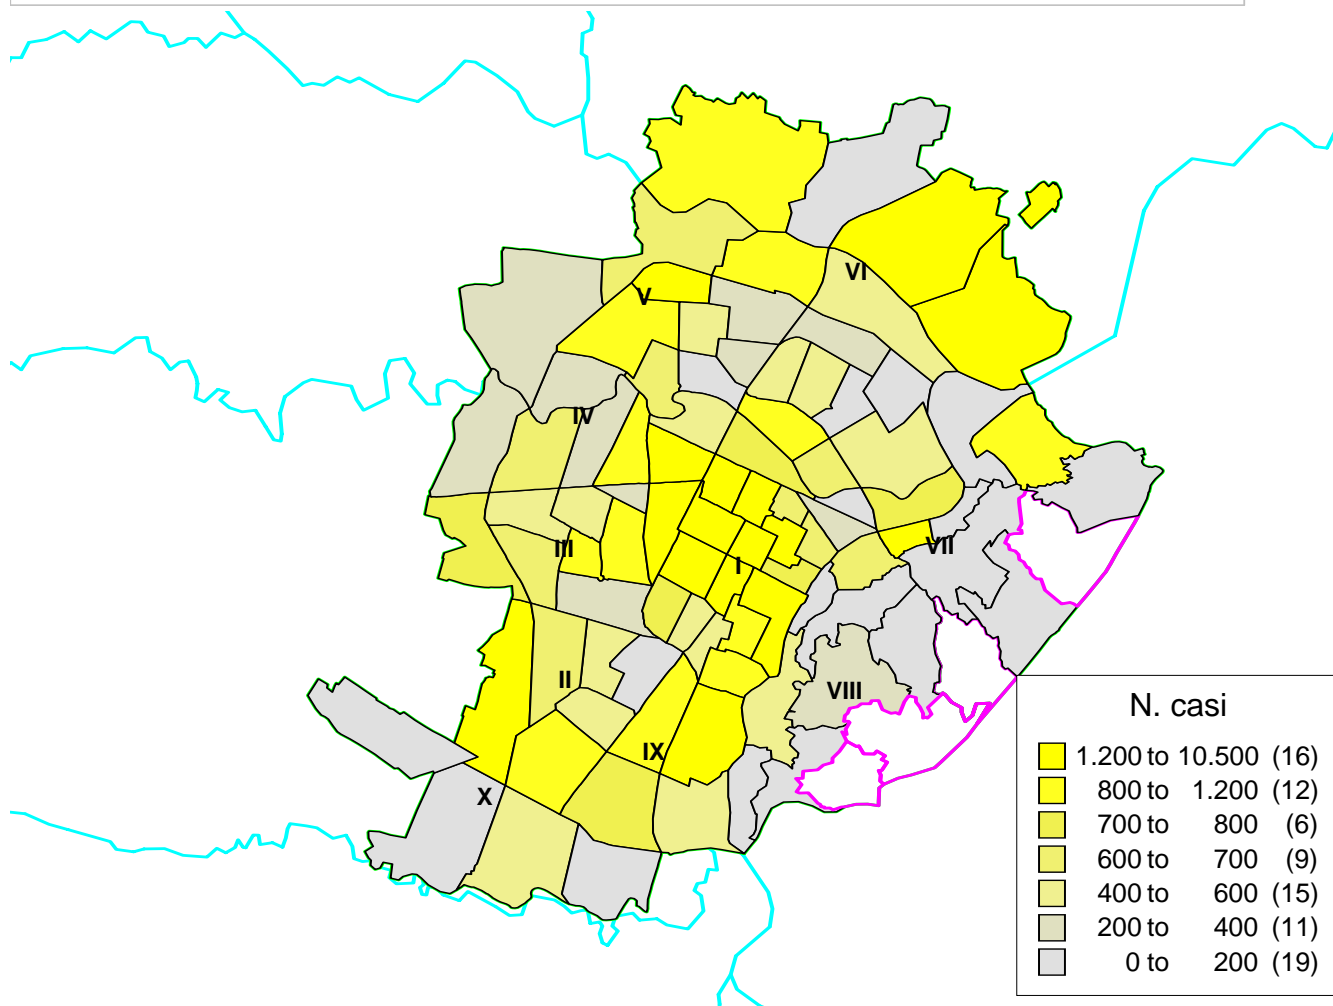 VI
V
IV
III
I
VII
II
VIII
IX
X
N. casi
1.200 to 10.500 (16)
800 to 1.200 (12)
700 to 800 (6)
600 to 700 (9)
400 to 600 (15)
200 to 400 (11)
0 to 200 (19)